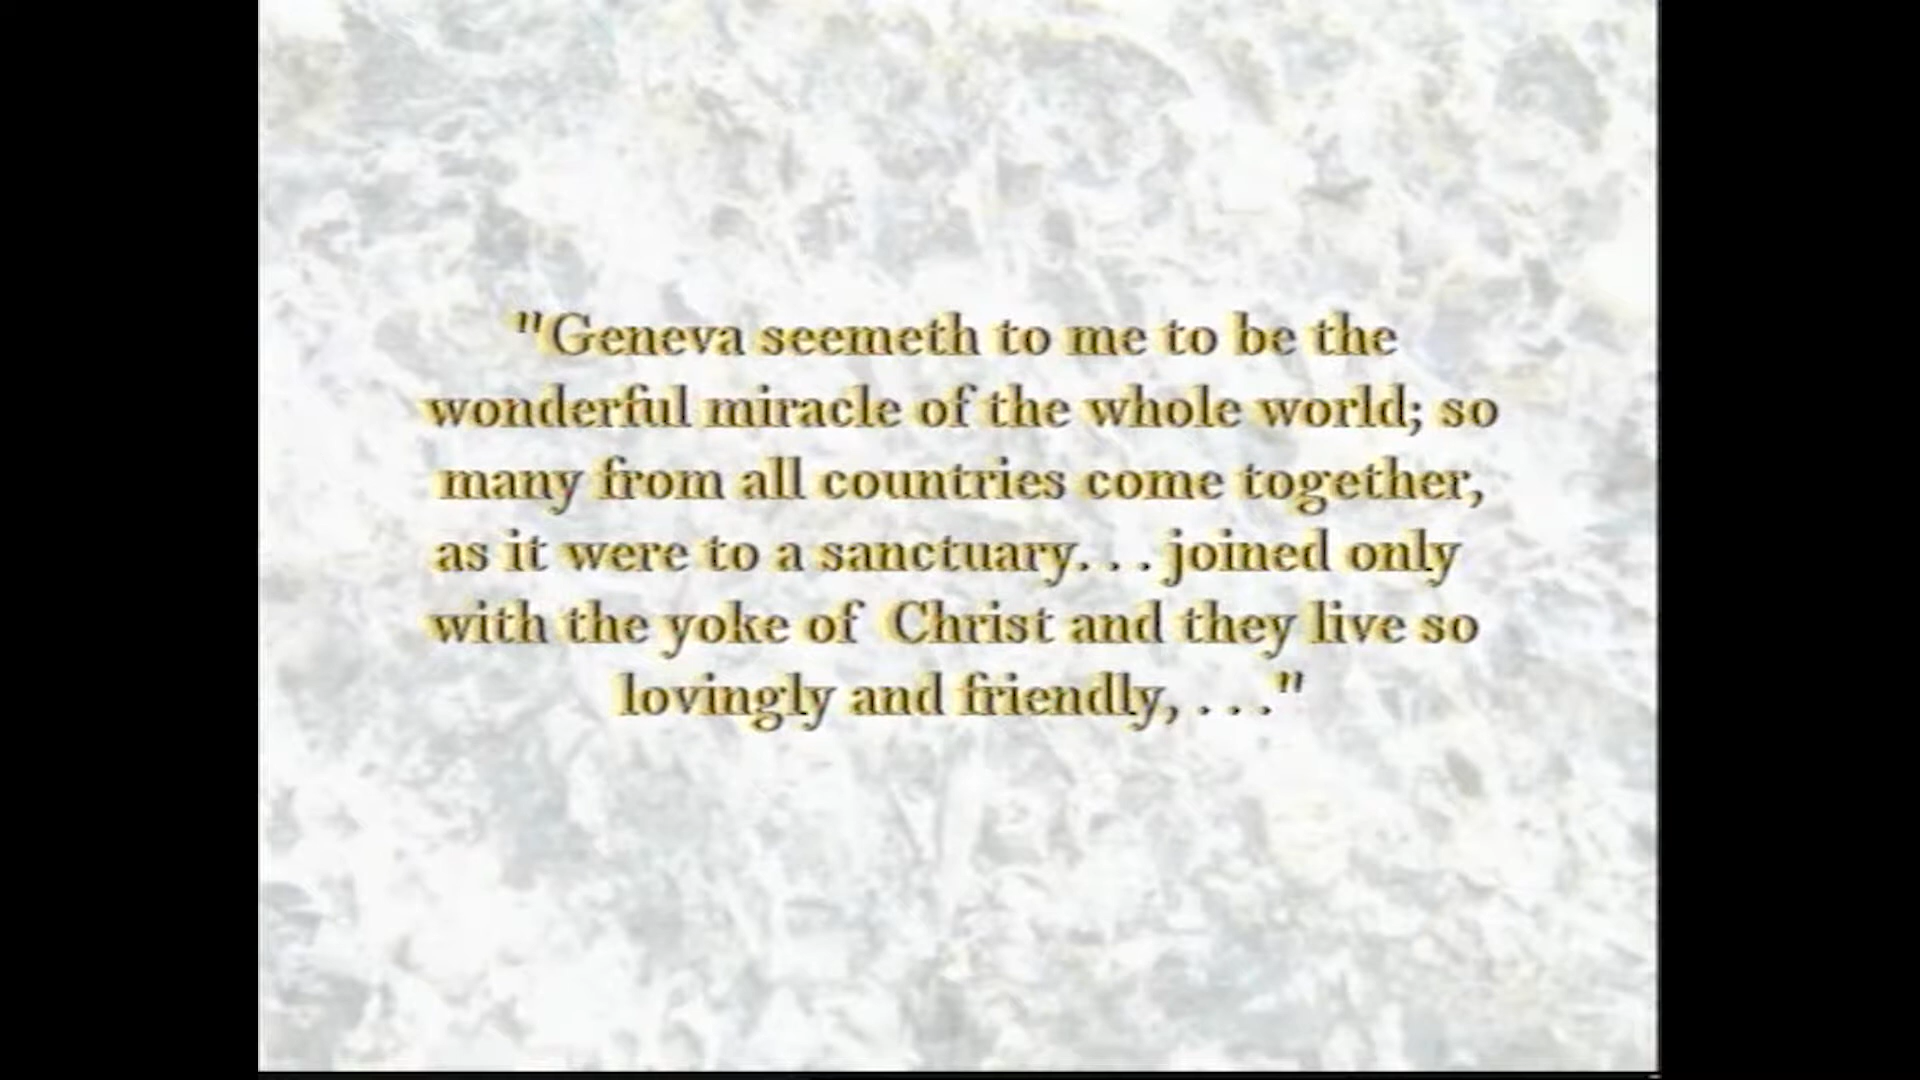 "Geneva seemeth to me to be the
wonderful miracle of the whole world; so
many from all countries come together,
as it were to a sanctuary. . . joined only
with the yoke of Christ and they live so
lovingly and friendly, . . ."